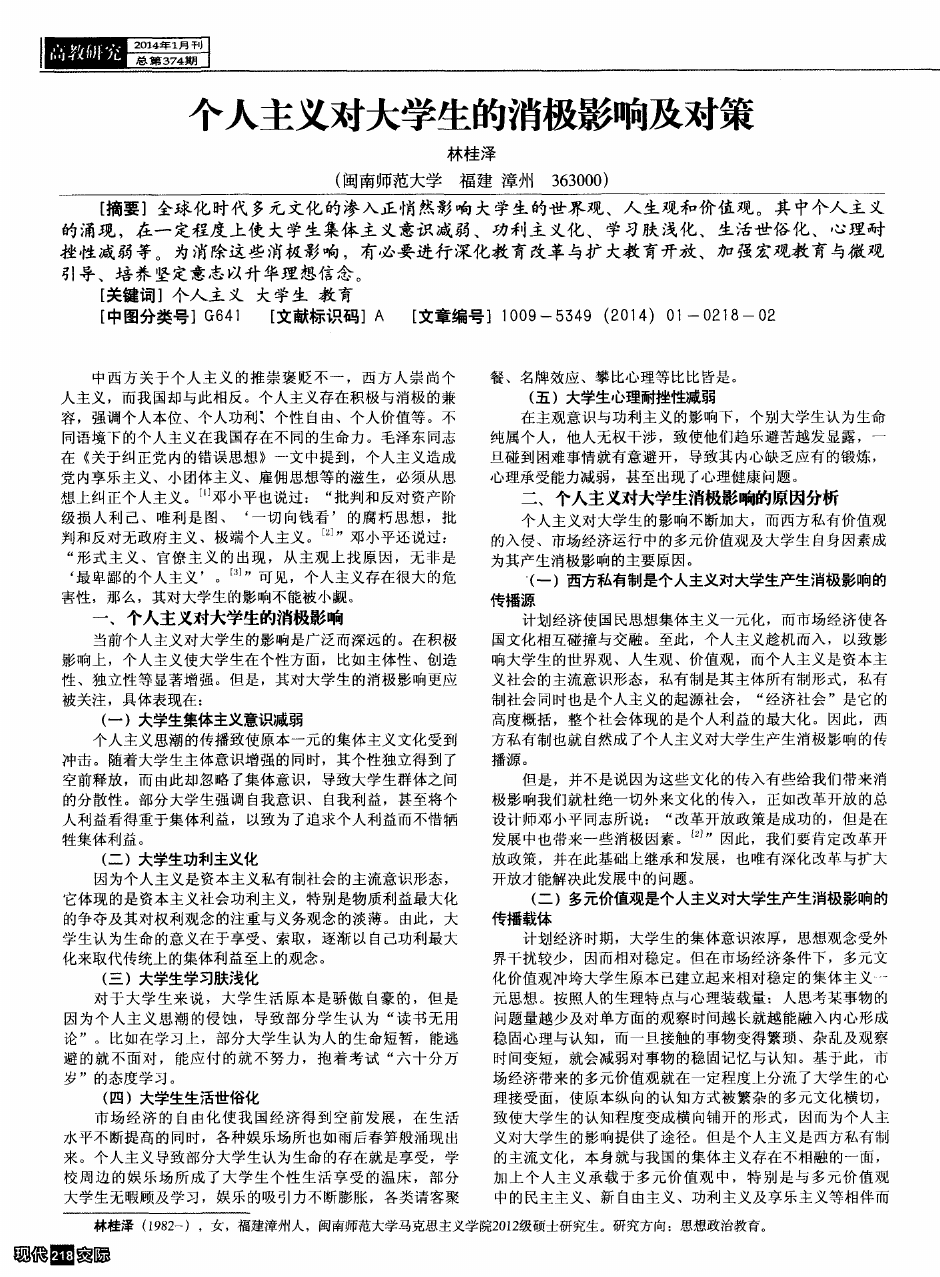 高教研究
2014年1月刊
总第374期
个人主义对大学生的消极影响及对策
林桂泽
(闽南师范大学 福建 漳州 363000)
[摘要] 全球化时代多元文化的渗入正悄然影响大学生的世界观、人生观和价值观。其中个人主义
的涌现，在一定程度上使大学生集体主义意识减弱、功利主义化、学习肤浅化、生活世俗化、心理耐
挫性减弱等。为消除这些消极影响，有必要进行深化教育改革与扩大教育开放、加强宏观教育与微观
引导、培养坚定意志以升华理想信念。
[关键词] 个人主义 大学生 教育
[中图分类号] G641 [文献标识码] A [文章编号] 1009－5349（2014）01－0218－02
中西方关于个人主义的推崇褒贬不一，西方人崇尚个
人主义，而我国却与此相反。个人主义存在积极与消极的兼
容，强调个人本位、个人功利、个性自由、个人价值等。不
同语境下的个人主义在我国存在不同的生命力。毛泽东同志
在《关于纠正党内的错误思想》一文中提到，个人主义造成
党内享乐主义、小团体主义、雇佣思想等的滋生，必须从思
想上纠正个人主义。[1]邓小平也说过：“批判和反对资产阶
级损人利己、唯利是图、‘一切向钱看’的腐朽思想，批
判和反对无政府主义、极端个人主义。[2]”邓小平还说过：
“形式主义、官僚主义的出现，从主观上找原因，无非是
‘最卑鄙的个人主义’。[3]”可见，个人主义存在很大的危
害性，那么，其对大学生的影响不能被小觑。
一、个人主义对大学生的消极影响
当前个人主义对大学生的影响是广泛而深远的。在积极
影响上，个人主义使大学生在个性方面，比如主体性、创造
性、独立性等显著增强。但是，其对大学生的消极影响更应
被关注，具体表现在：
（一）大学生集体主义意识减弱
个人主义思潮的传播致使原本一元的集体主义文化受到
冲击。随着大学生主体意识增强的同时，其个性独立得到了
空前释放，而由此却忽略了集体意识，导致大学生群体之间
的分散性。部分大学生强调自我意识、自我利益，甚至将个
人利益看得重于集体利益，以致为了追求个人利益而不惜牺
牲集体利益。
（二）大学生功利主义化
因为个人主义是资本主义私有制社会的主流意识形态，
它体现的是资本主义社会功利主义，特别是物质利益最大化
的争夺及其对权利观念的注重与义务观念的淡薄。由此，大
学生认为生命的意义在于享受、索取，逐渐以自己功利最大
化来取代传统上的集体利益至上的观念。
（三）大学生学习肤浅化
对于大学生来说，大学生活原本是骄傲自豪的，但是
因为个人主义思潮的侵蚀，导致部分学生认为“读书无用
论”。比如在学习上，部分大学生认为人的生命短暂，能逃
避的就不面对，能应付的就不努力，抱着考试“六十分万
岁”的态度学习。
（四）大学生生活世俗化
市场经济的自由化使我国经济得到空前发展，在生活
水平不断提高的同时，各种娱乐场所也如雨后春笋般涌现出
来。个人主义导致部分大学生认为生命的存在就是享受，学
校周边的娱乐场所成了大学生个性生活享受的温床，部分
大学生无暇顾及学习，娱乐的吸引力不断膨胀，各类请客聚
餐、名牌效应、攀比心理等比比皆是。
（五）大学生心理耐挫性减弱
在主观意识与功利主义的影响下，个别大学生认为生命
纯属个人，他人无权干涉，致使他们趋乐避苦越发显露，一
旦碰到困难事情就有意避开，导致其内心缺乏应有的锻炼，
心理承受能力减弱，甚至出现了心理健康问题。
二、个人主义对大学生消极影响的原因分析
个人主义对大学生的影响不断加大，而西方私有价值观
的入侵、市场经济运行中的多元价值观及大学生自身因素成
为其产生消极影响的主要原因。
（一）西方私有制是个人主义对大学生产生消极影响的
传播源
计划经济使国民思想集体主义一元化，而市场经济使各
国文化相互碰撞与交融。至此，个人主义趁机而入，以致影
响大学生的世界观、人生观、价值观，而个人主义是资本主
义社会的主流意识形态，私有制是其主体所有制形式，私有
制社会同时也是个人主义的起源社会，“经济社会”是它的
高度概括，整个社会体现的是个人利益的最大化。因此，西
方私有制也就自然成了个人主义对大学生产生消极影响的传
播源。
但是，并不是说因为这些文化的传入有些给我们带来消
极影响我们就杜绝一切外来文化的传入，正如改革开放的总
设计师邓小平同志所说：“改革开放政策是成功的，但是在
发展中也带来一些消极因素。[2]”因此，我们要肯定改革开
放政策，并在此基础上继承和发展，也唯有深化改革与扩大
开放才能解决此发展中的问题。
（二）多元价值观是个人主义对大学生产生消极影响的
传播载体
计划经济时期，大学生的集体意识浓厚，思想观念受外
界干扰较少，因而相对稳定。但在市场经济条件下，多元文
化价值观冲垮大学生原本已建立起来相对稳定的集体主义一
元思想。按照人的生理特点与心理装载量：人思考某事物的
问题量越少及对单方面的观察时间越长就越能融入内心形成
稳固心理与认知，而一旦接触的事物变得繁琐、杂乱及观察
时间变短，就会减弱对事物的稳固记忆与认知。基于此，市
场经济带来的多元价值观就在一定程度上分流了大学生的心
理接受面，使原本纵向的认知方式被繁杂的多元文化横切，
致使大学生的认知程度变成横向铺开的形式，因而为个人主
义对大学生的影响提供了途径。但是个人主义是西方私有制
的主流文化，本身就与我国的集体主义存在不相融的一面，
加上个人主义承载于多元价值观中，特别是与多元价值观
中的民主主义、新自由主义、功利主义及享乐主义等相伴而
林桂泽（1982-），女，福建漳州人，闽南师范大学马克思主义学院2012级硕士研究生。研究方向：思想政治教育。
现代 218 交际